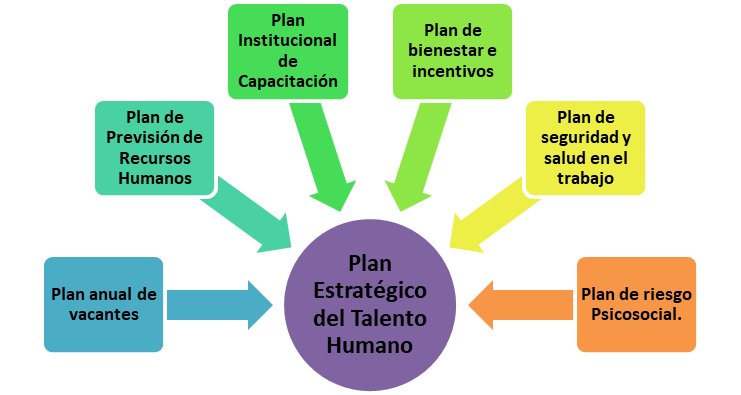 Plan
Institucional
de
Capacitación
Plan de
bienestar e
incentivos
Plan de
Previsión de
Recursos
Humanos
Plan de
seguridad y
salud en el
trabajo
Plan anual de
vacantes
Plan
Estratégico
del Talento
Humano
Plan de riesgo
Psicosocial.